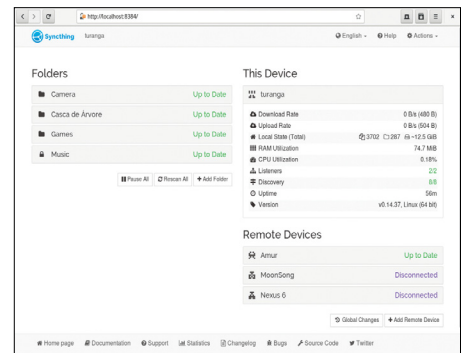 http://localhost:8384/
Syncthing turanga English Help Actions
Folders
Camera Up to Date
Casca de Árvore Up to Date
Games Up to Date
Music Up to Date
Pause All Rescan All + Add Folder
This Device
turanga
Download Rate 0 B/s (480 B)
Upload Rate 0 B/s (504 B)
Local State (Total) 3702 287 ~12.5 GiB
RAM Utilization 74.7 MiB
CPU Utilization 0.18%
Listeners 2/2
Discovery 8/8
Uptime 56m
Version v0.14.37, Linux (64 bit)
Remote Devices
Amur Up to Date
MoonSong Disconnected
Nexus 6 Disconnected
Global Changes + Add Remote Device
Home page Documentation Support Statistics Changelog Bugs Source Code Twitter